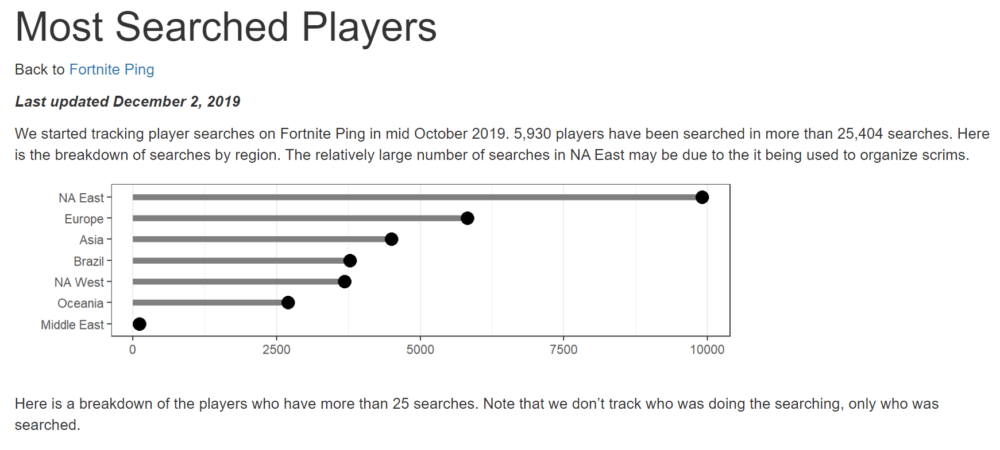 Most Searched Players
Back to Fortnite Ping
Last updated December 2, 2019
We started tracking player searches on Fortnite Ping in mid October 2019. 5,930 players have been searched in more than 25,404 searches. Here
is the breakdown of searches by region. The relatively large number of searches in NA East may be due to the it being used to organize scrims.
NA East
Europe
Asia
Brazil
NA West
Oceania
Middle East
0 2500 5000 7500 10000
Here is a breakdown of the players who have more than 25 searches. Note that we don’t track who was doing the searching, only who was
searched.